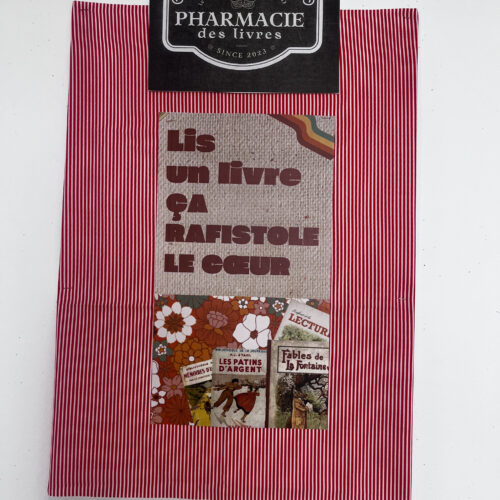 PHARMACIE
des livres
SINCE 2023
Lis
un livre
ça
RAFISTOLE
LE CŒUR
LECTUR
LES PATINS
D'ARGENT
Fables de
La Fontaine